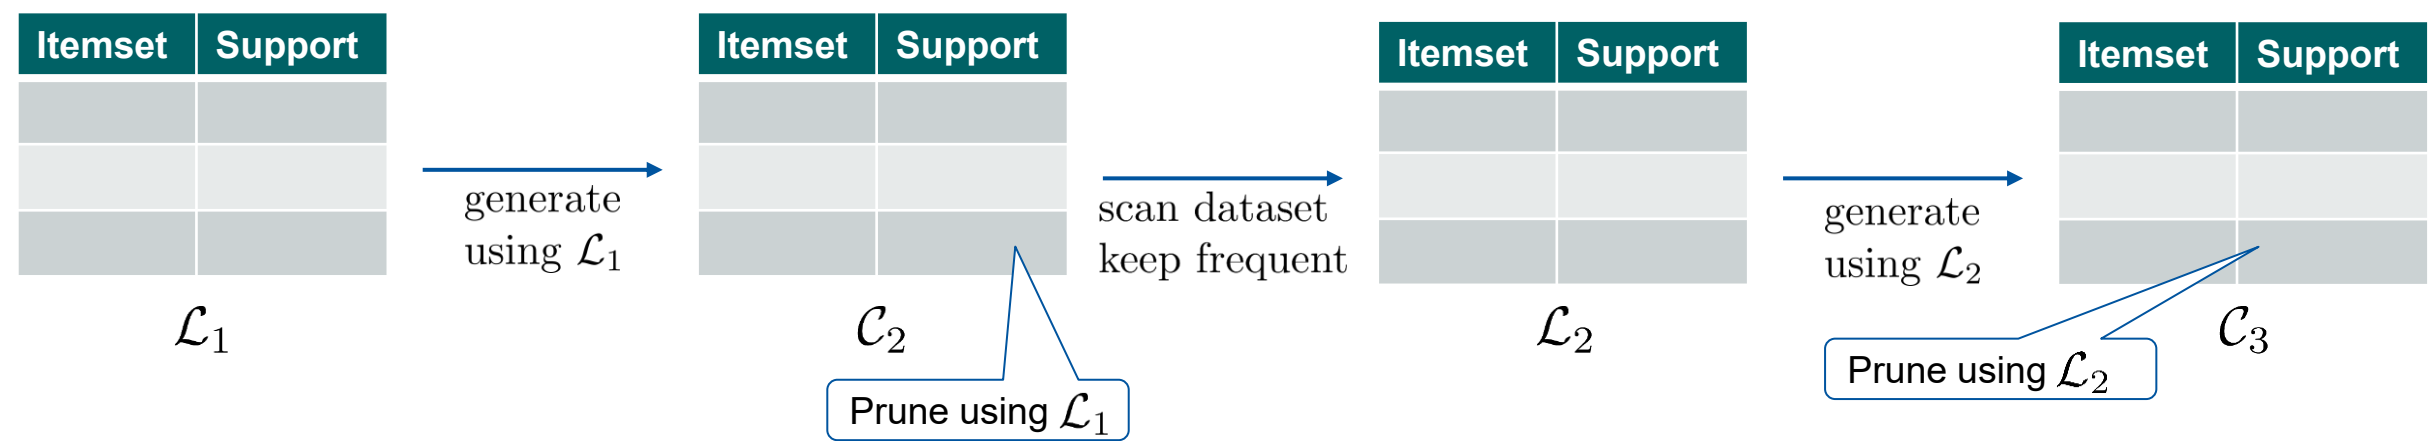 Itemset Support
ℒ₁
generate
using ℒ₁
Itemset Support
𝒞₂
Prune using ℒ₁
scan dataset
keep frequent
Itemset Support
ℒ₂
generate
using ℒ₂
Itemset Support
𝒞₃
Prune using ℒ₂